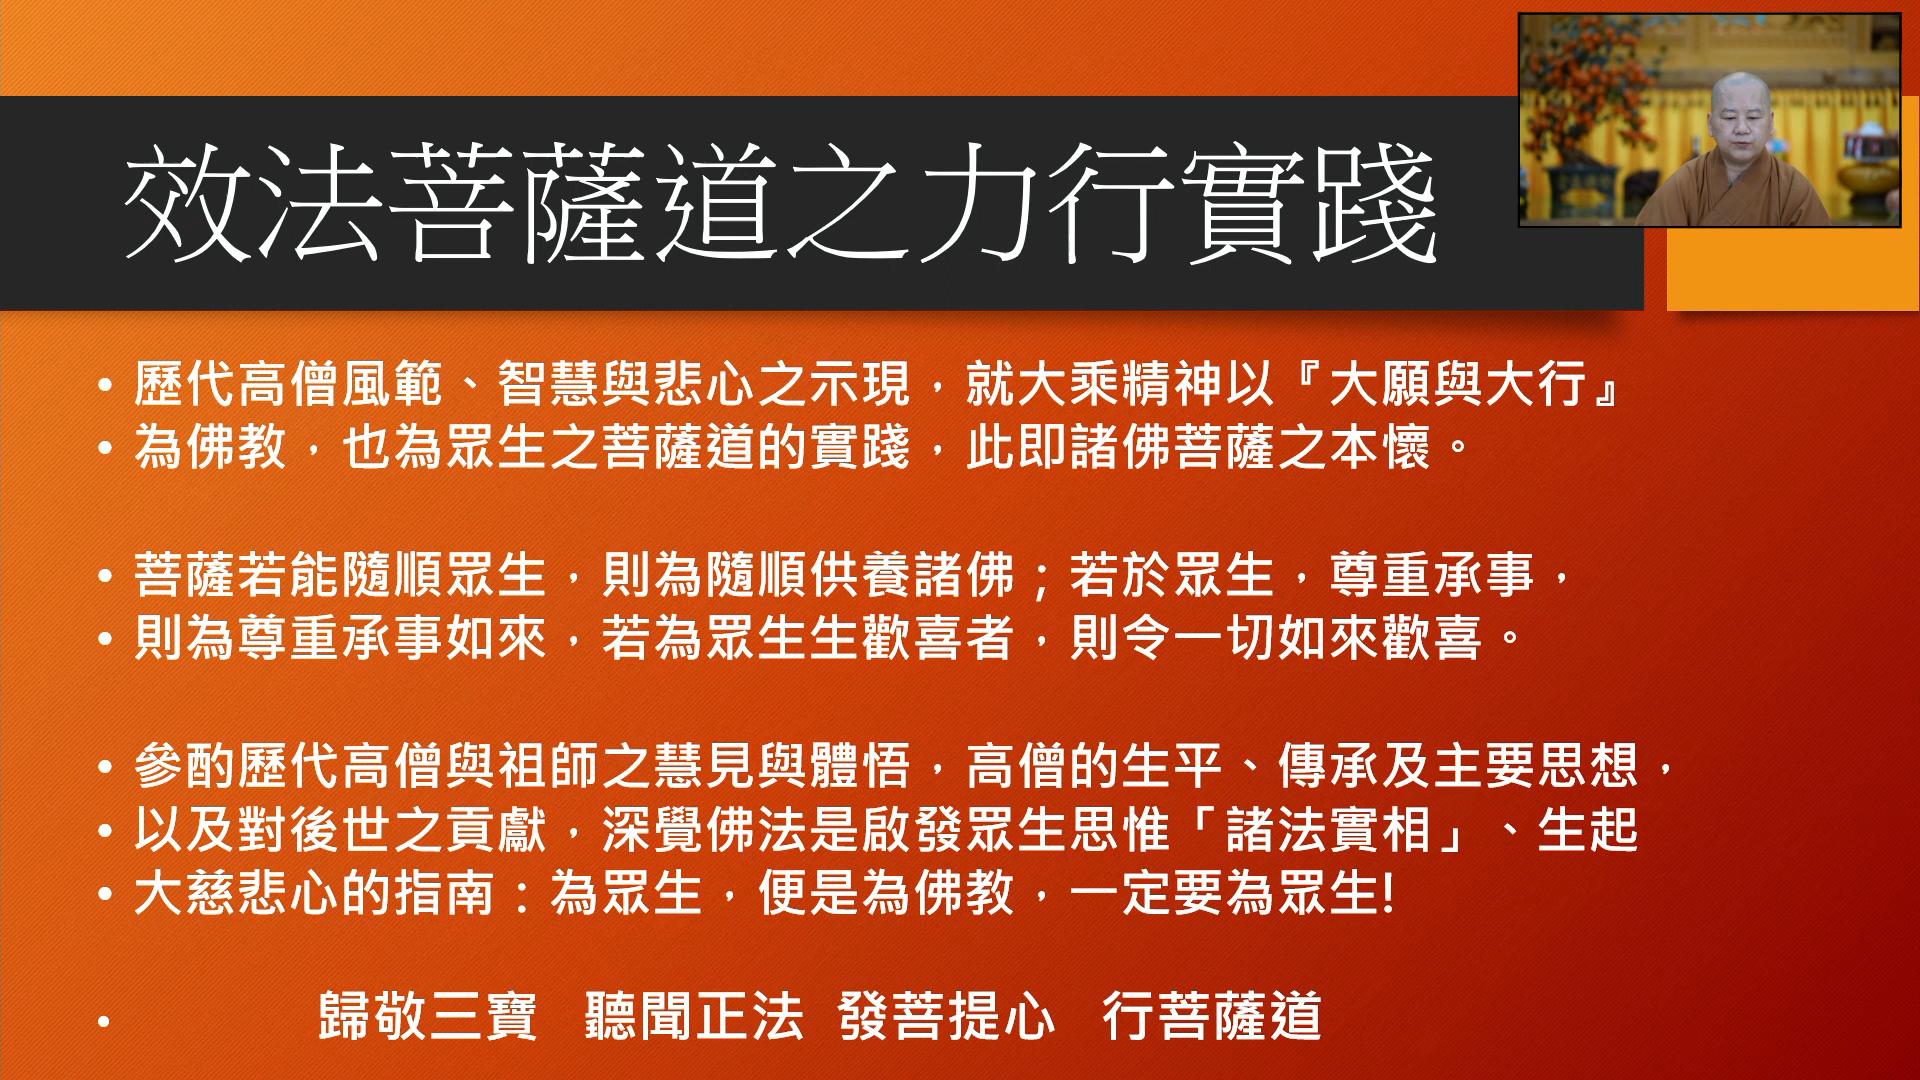 效法菩薩道之力行實踐
• 歷代高僧風範、智慧與悲心之示現，就大乘精神以『大願與大行』
• 為佛教，也為眾生之菩薩道的實踐，此即諸佛菩薩之本懷。
• 菩薩若能隨順眾生，則為隨順供養諸佛；若於眾生，尊重承事，
• 則為尊重承事如來，若為眾生生歡喜者，則令一切如來歡喜。
• 參酌歷代高僧與祖師之慧見與體悟，高僧的生平、傳承及主要思想，
• 以及對後世之貢獻，深覺佛法是啟發眾生思惟「諸法實相」、生起
• 大慈悲心的指南：為眾生，便是為佛教，一定要為眾生!
• 歸敬三寶 聽聞正法 發菩提心 行菩薩道